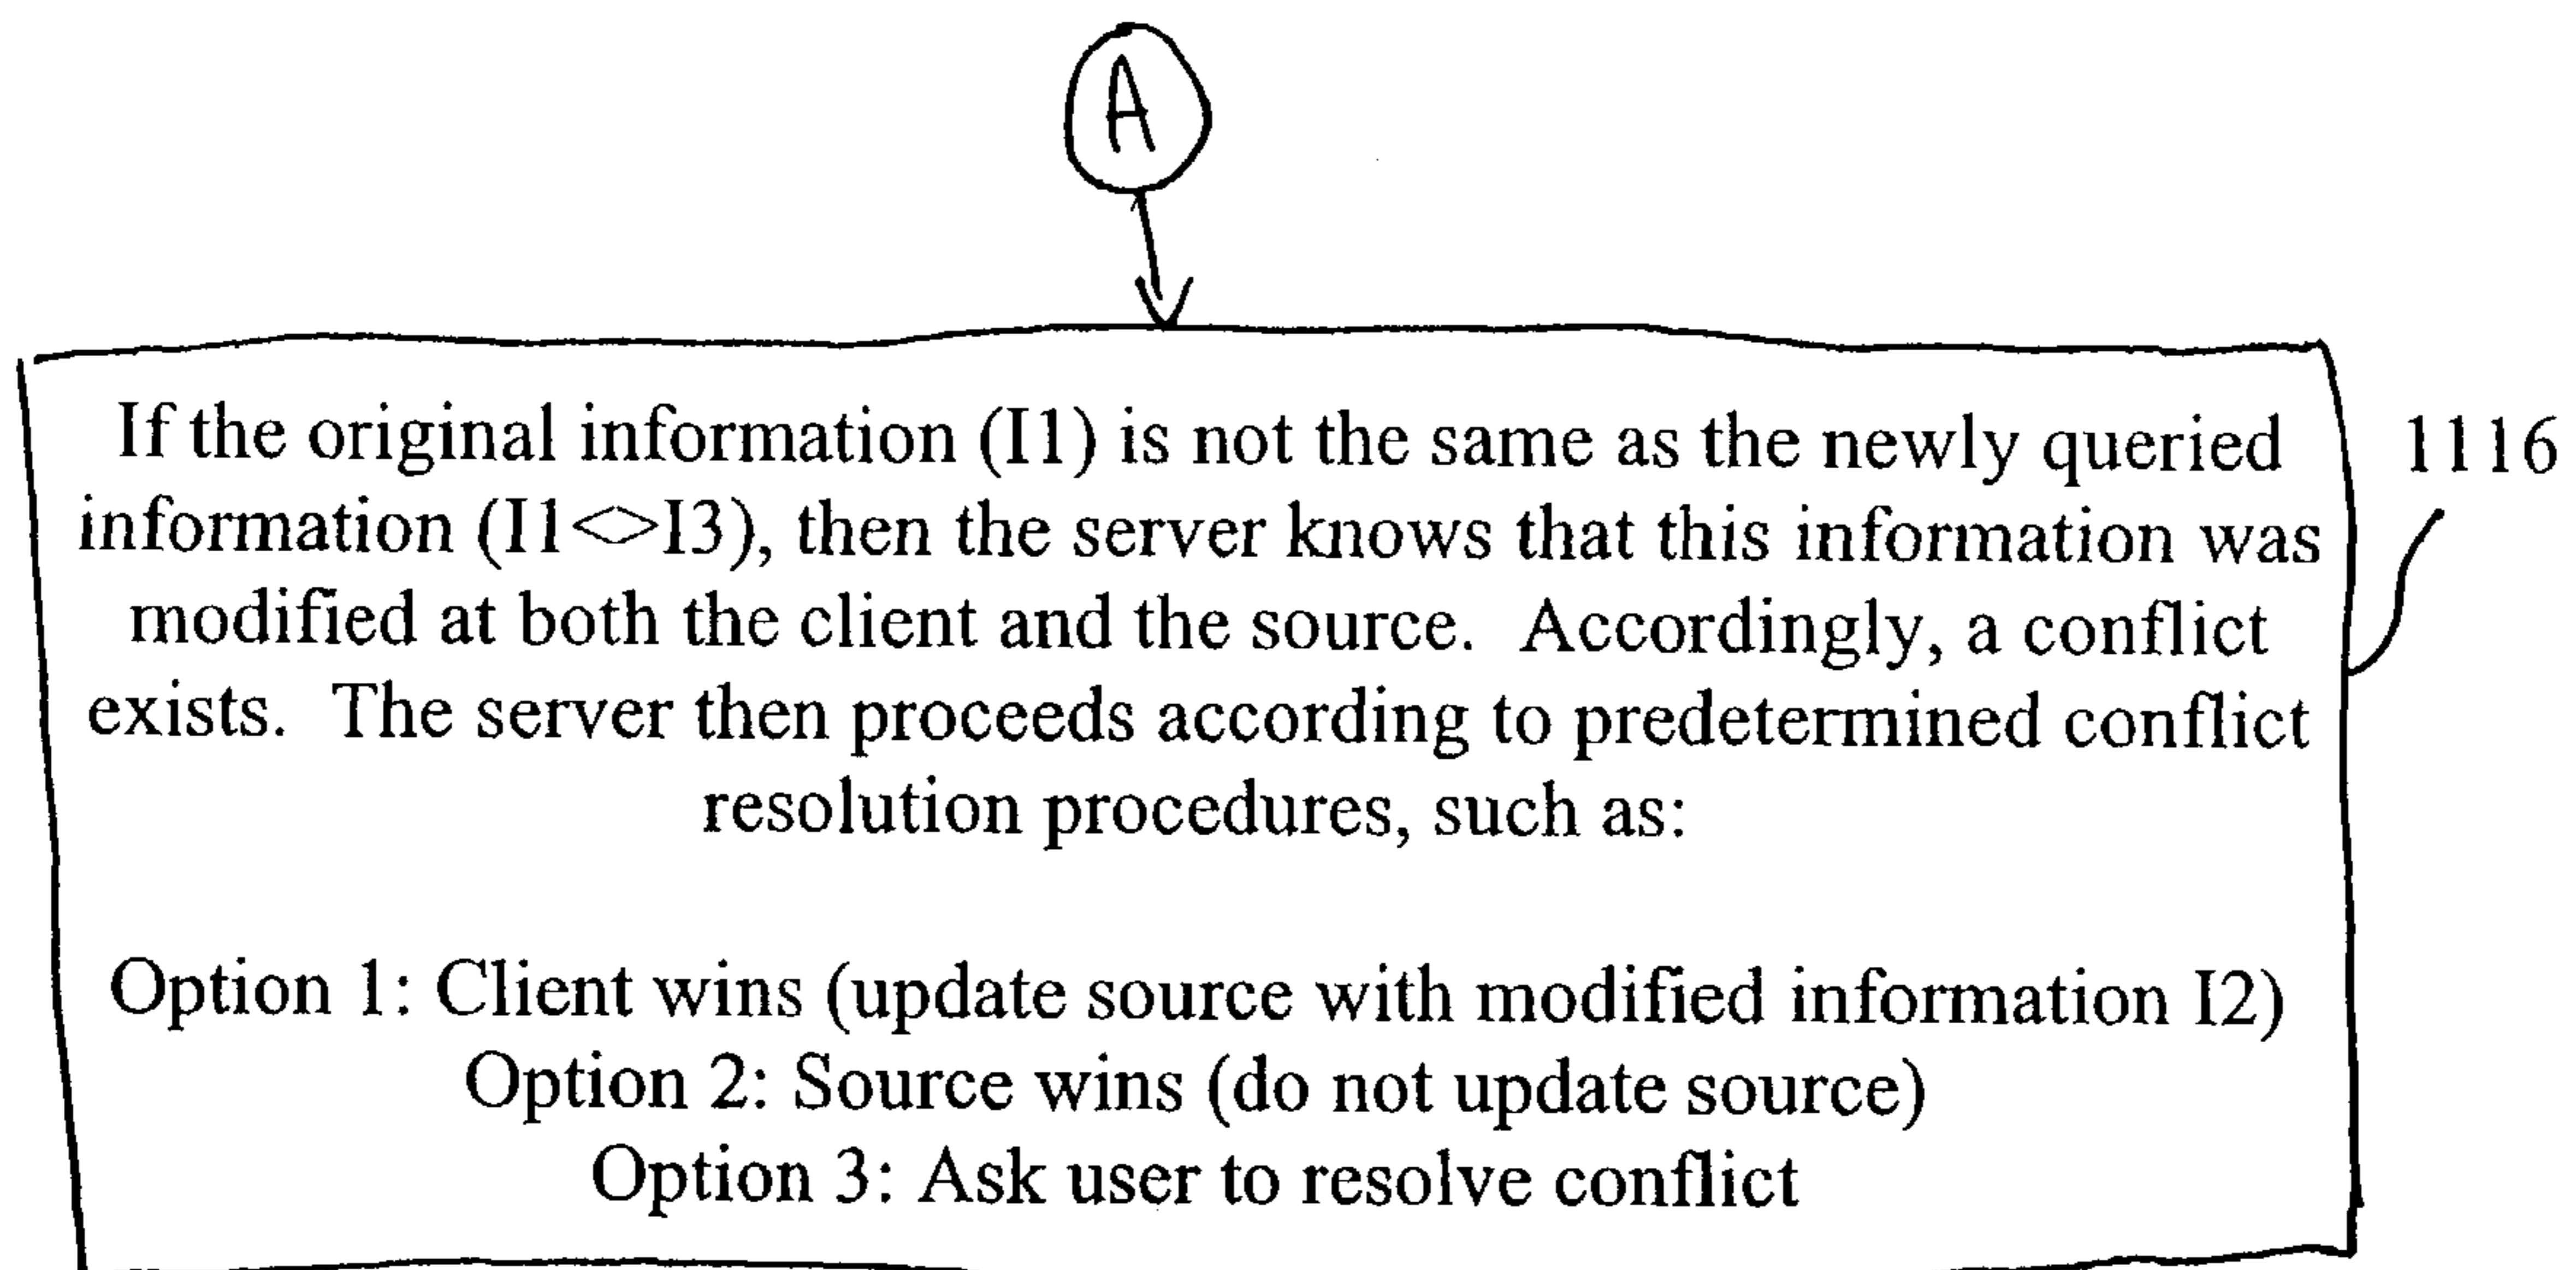 A
If the original information (I1) is not the same as the newly queried
information (I1<>I3), then the server knows that this information was
modified at both the client and the source.  Accordingly, a conflict
exists.  The server then proceeds according to predetermined conflict
resolution procedures, such as:
1116
Option 1: Client wins (update source with modified information I2)
Option 2: Source wins (do not update source)
Option 3: Ask user to resolve conflict